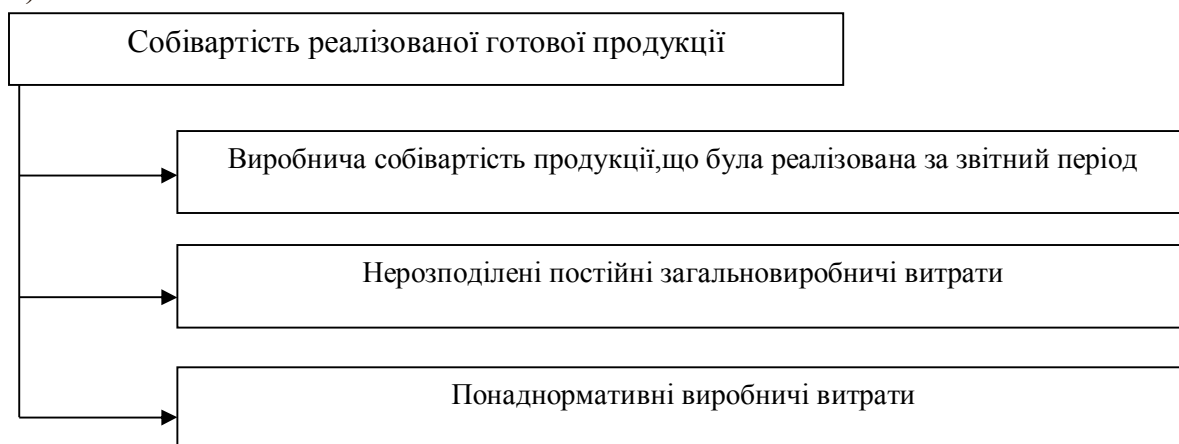 )
Собівартість реалізованої готової продукції
Виробнича собівартість продукції,що була реалізована за звітний період
Нерозподілені постійні загальновиробничі витрати
Понаднормативні виробничі витрати